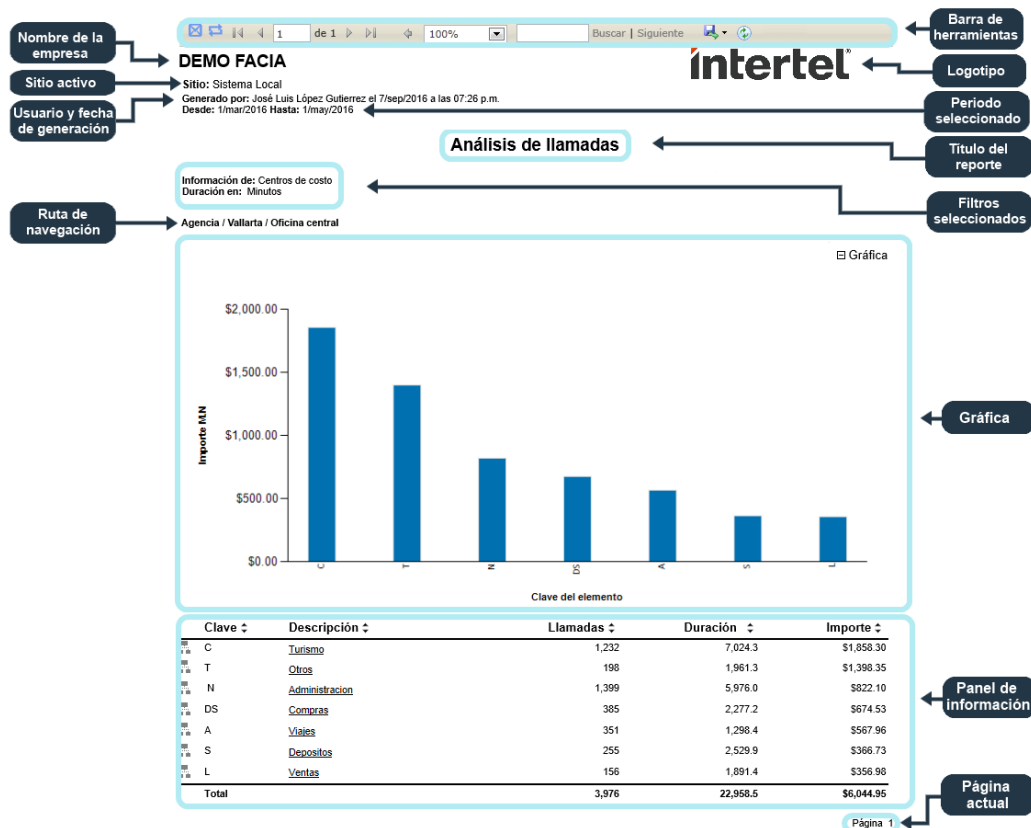 Nombre de la
empresa
Sitio activo
Usuario y fecha
de generación
Ruta de
navegación
1 de 1 100% Buscar | Siguiente
DEMO FACIA
intertel®
Sitio: Sistema Local
Generado por: José Luis López Gutierrez el 7/sep/2016 a las 07:26 p.m.
Desde: 1/mar/2016 Hasta: 1/may/2016
Análisis de llamadas
Información de: Centros de costo
Duración en: Minutos
Agencia / Vallarta / Oficina central
Barra de
herramientas
Logotipo
Periodo
seleccionado
Título del
reporte
Filtros
seleccionados
Gráfica
$2,000.00
$1,500.00
$1,000.00
$500.00
$0.00
Importe M.N
C T N DS A S L
Clave del elemento
Gráfica
Clave Descripción Llamadas Duración Importe
C Turismo 1,232 7,024.3 $1,858.30
T Otros 198 1,961.3 $1,398.35
N Administracion 1,399 5,976.0 $822.10
DS Compras 385 2,277.2 $674.53
A Viajes 351 1,298.4 $567.96
S Depositos 255 2,529.9 $366.73
L Ventas 156 1,891.4 $356.98
Total 3,976 22,958.5 $6,044.95
Panel de
información
Página
actual
Página 1